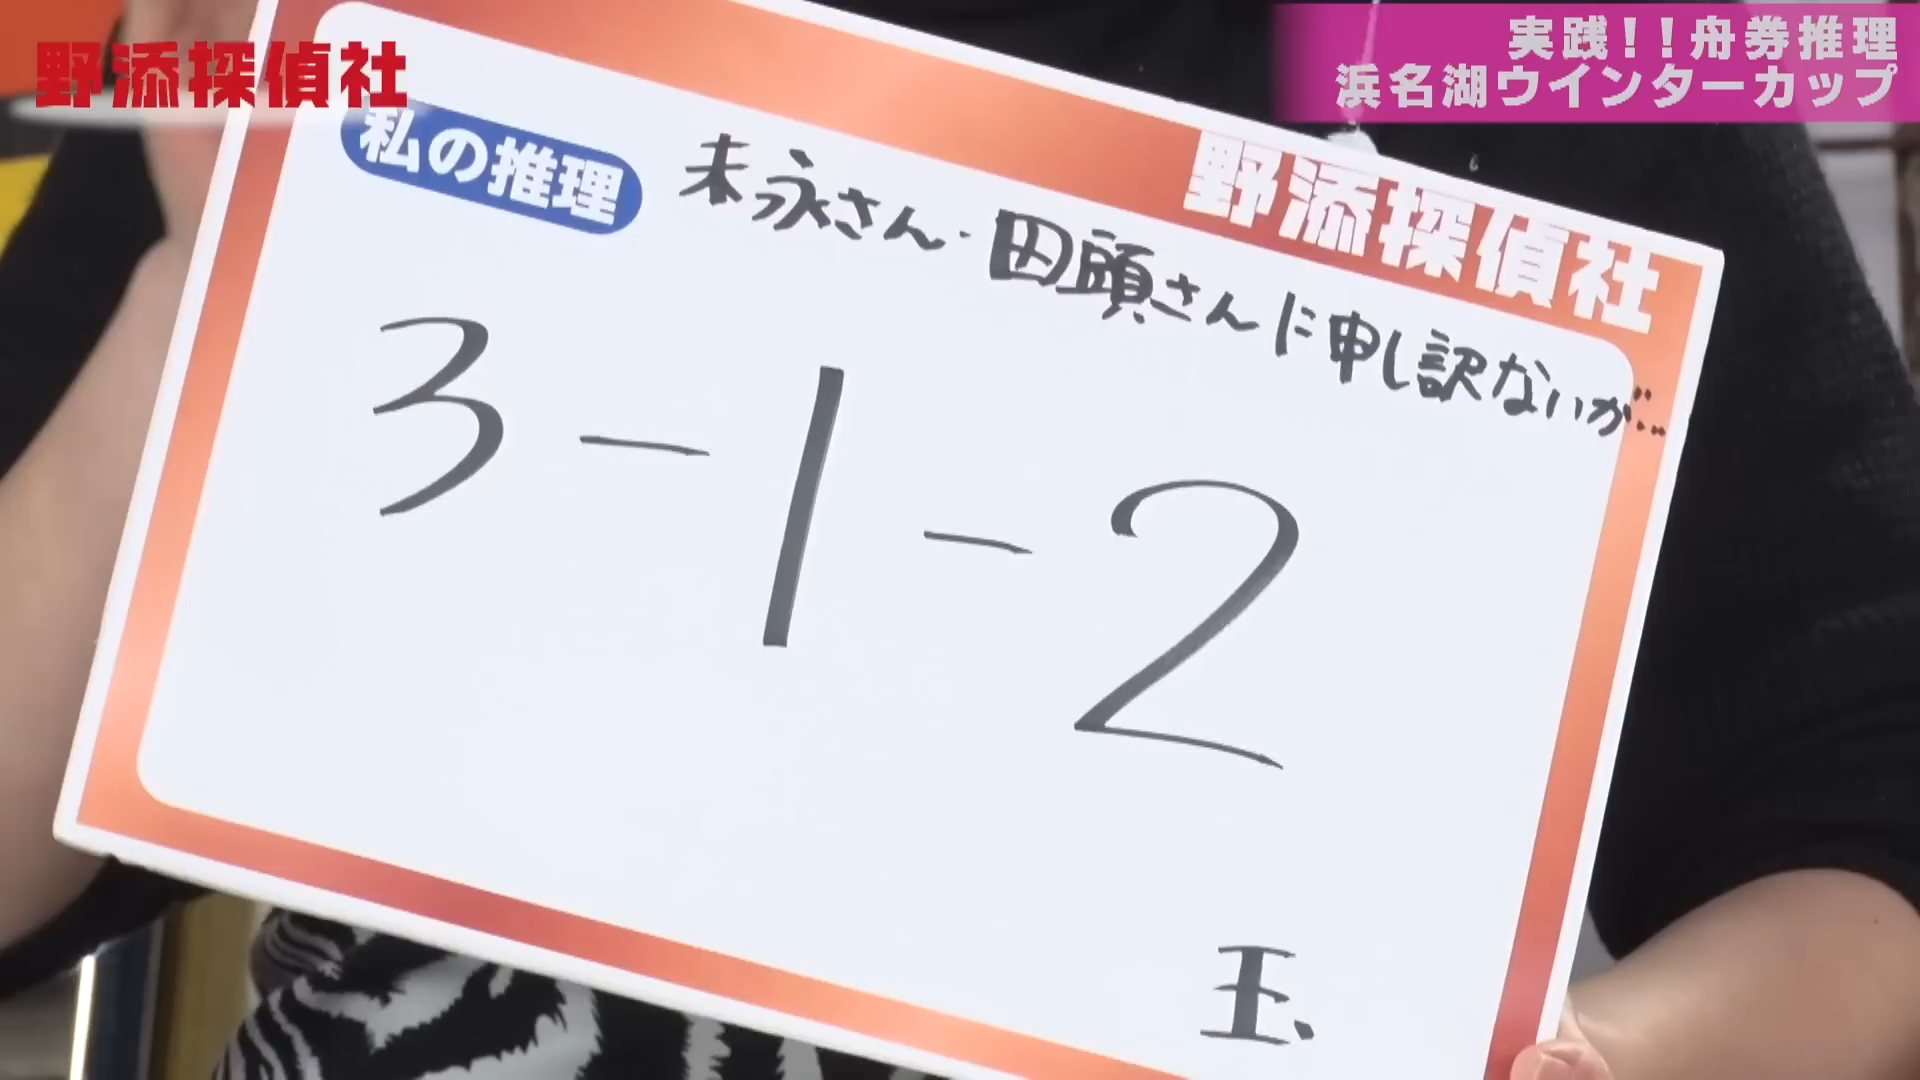 野添探偵社
実践!!舟券推理
浜名湖ウインターカップ
野添探偵社
私の推理
末永さん・田頭さんに申し訳ないが…
3-1-2
玉